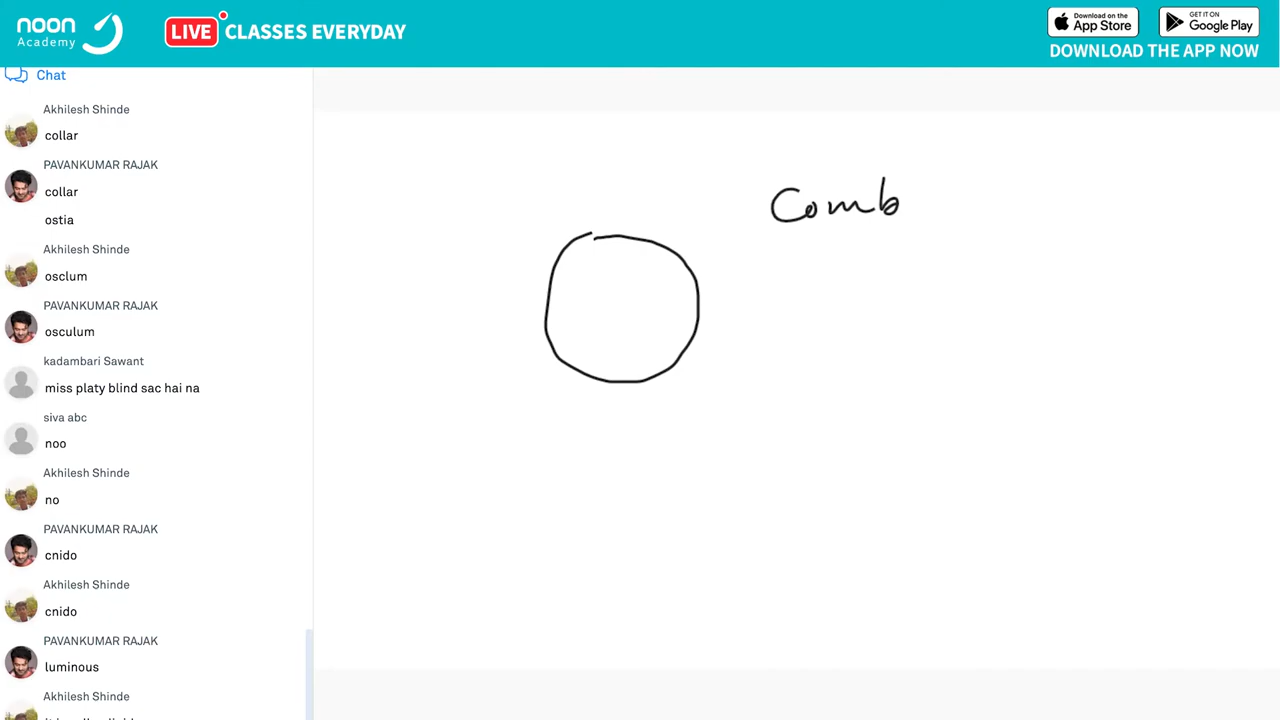 noon
Academy
LIVE CLASSES EVERYDAY
Download on the
App Store
GET IT ON
Google Play
DOWNLOAD THE APP NOW
Chat
Akhilesh Shinde
collar
PAVANKUMAR RAJAK
collar
ostia
Akhilesh Shinde
osclum
PAVANKUMAR RAJAK
osculum
kadambari Sawant
miss platy blind sac hai na
siva abc
noo
Akhilesh Shinde
no
PAVANKUMAR RAJAK
cnido
Akhilesh Shinde
cnido
PAVANKUMAR RAJAK
luminous
Akhilesh Shinde
Comb